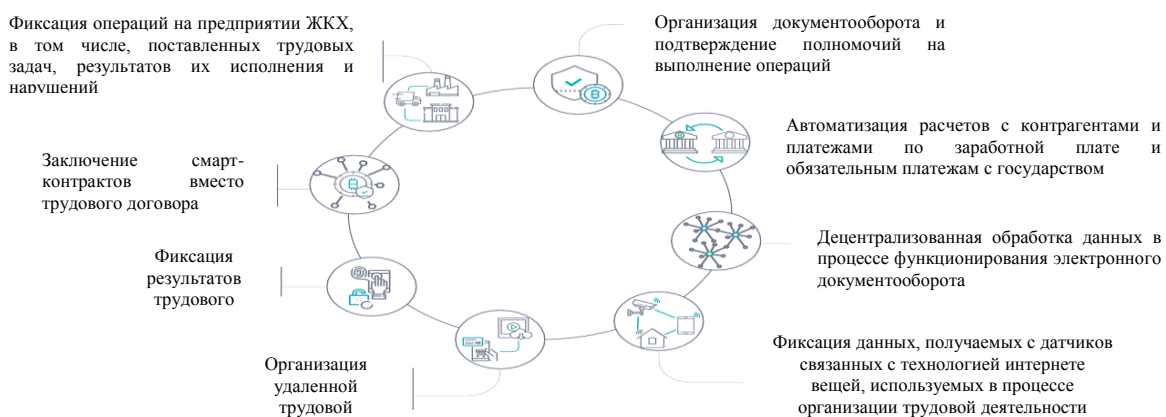 Фиксация операций на предприятии ЖКХ,
в том числе, поставленных трудовых
задач, результатов их исполнения и
нарушений
Организация документооборота и
подтверждение полномочий на
выполнение операций
Автоматизация расчетов с контрагентами и
платежами по заработной плате и
обязательным платежам с государством
Заключение смарт-
контрактов вместо
трудового договора
Децентрализованная обработка данных в
процессе функционирования электронного
документооборота
Фиксация
результатов
трудового
Фиксация данных, получаемых с датчиков
связанных с технологией интернете
вещей, используемых в процессе
организации трудовой деятельности
Организация
удаленной
трудовой